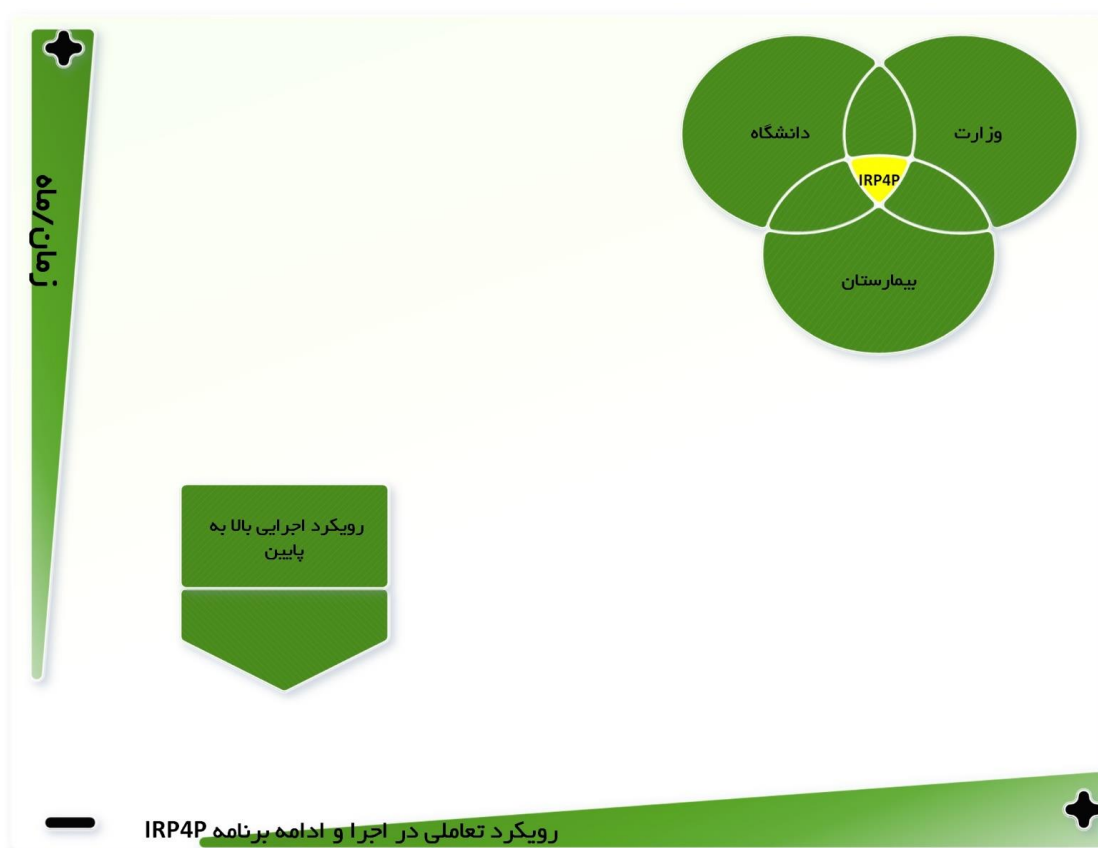 زمان/ماه
دانشگاه
وزارت
IRP4P
بیمارستان
رویکرد اجرایی بالا به
پایین
رویکرد تعاملی در اجرا و ادامه برنامه IRP4P